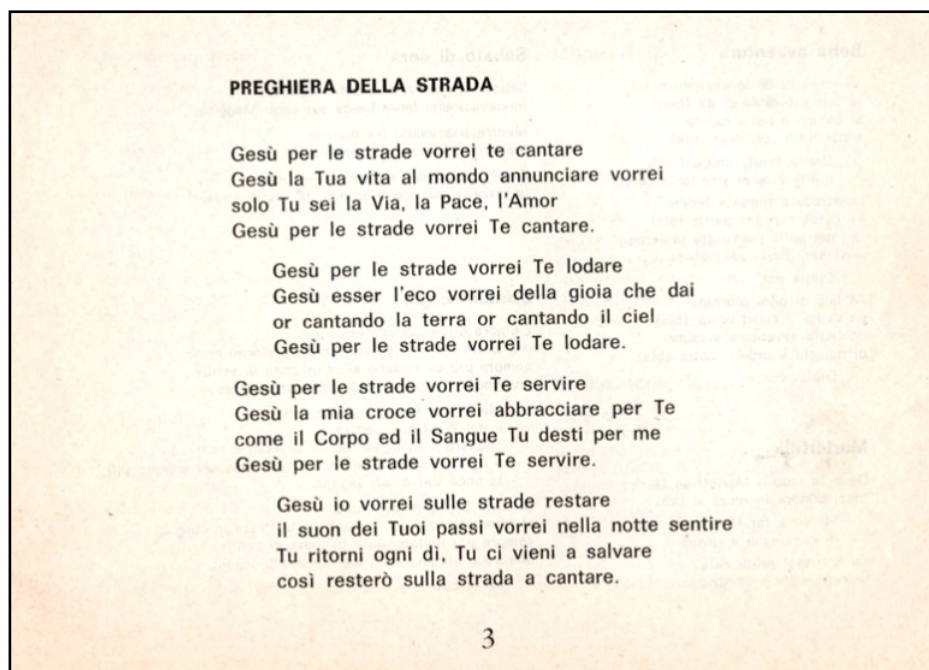 PREGHIERA DELLA STRADA
Gesù per le strade vorrei te cantare
Gesù la Tua vita al mondo annunciare vorrei
solo Tu sei la Via, la Pace, l'Amor
Gesù per le strade vorrei Te cantare.
Gesù per le strade vorrei Te lodare
Gesù esser l'eco vorrei della gioia che dai
or cantando la terra or cantando il ciel
Gesù per le strade vorrei Te lodare.
Gesù per le strade vorrei Te servire
Gesù la mia croce vorrei abbracciare per Te
come il Corpo ed il Sangue Tu desti per me
Gesù per le strade vorrei Te servire.
Gesù io vorrei sulle strade restare
il suon dei Tuoi passi vorrei nella notte sentire
Tu ritorni ogni dì, Tu ci vieni a salvare
così resterò sulla strada a cantare.
3